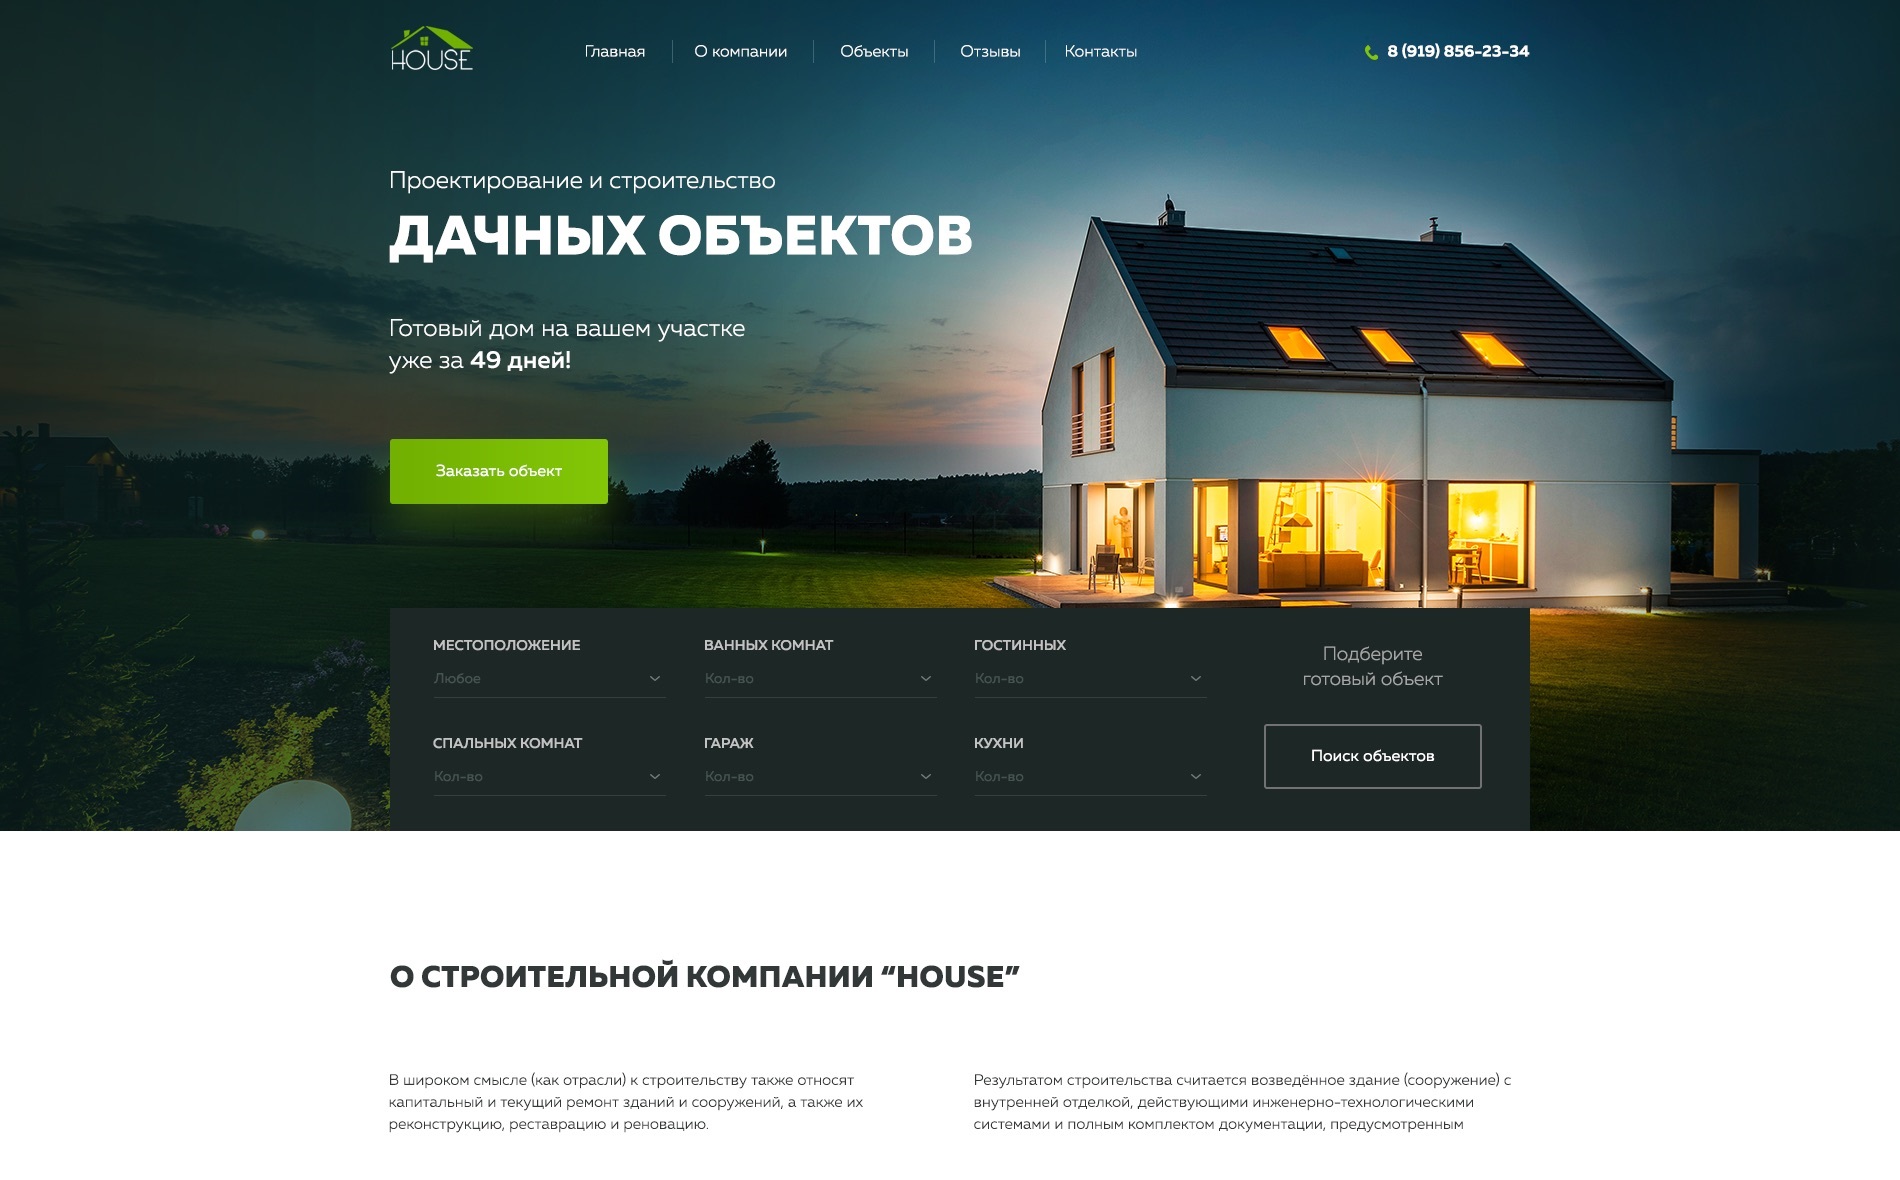 HOUSE
Главная
О компании
Объекты
Отзывы
Контакты
8 (919) 856-23-34
Проектирование и строительство
ДАЧНЫХ ОБЪЕКТОВ
Готовый дом на вашем участке
уже за 49 дней!
Заказать объект
МЕСТОПОЛОЖЕНИЕ
Любое
ВАННЫХ КОМНАТ
Кол-во
ГОСТИННЫХ
Кол-во
СПАЛЬНЫХ КОМНАТ
Кол-во
ГАРАЖ
Кол-во
КУХНИ
Кол-во
Подберите
готовый объект
Поиск объектов
О СТРОИТЕЛЬНОЙ КОМПАНИИ “HOUSE”
В широком смысле (как отрасли) к строительству также относят
капитальный и текущий ремонт зданий и сооружений, а также их
реконструкцию, реставрацию и реновацию.
Результатом строительства считается возведённое здание (сооружение) с
внутренней отделкой, действующими инженерно-технологическими
системами и полным комплектом документации, предусмотренным